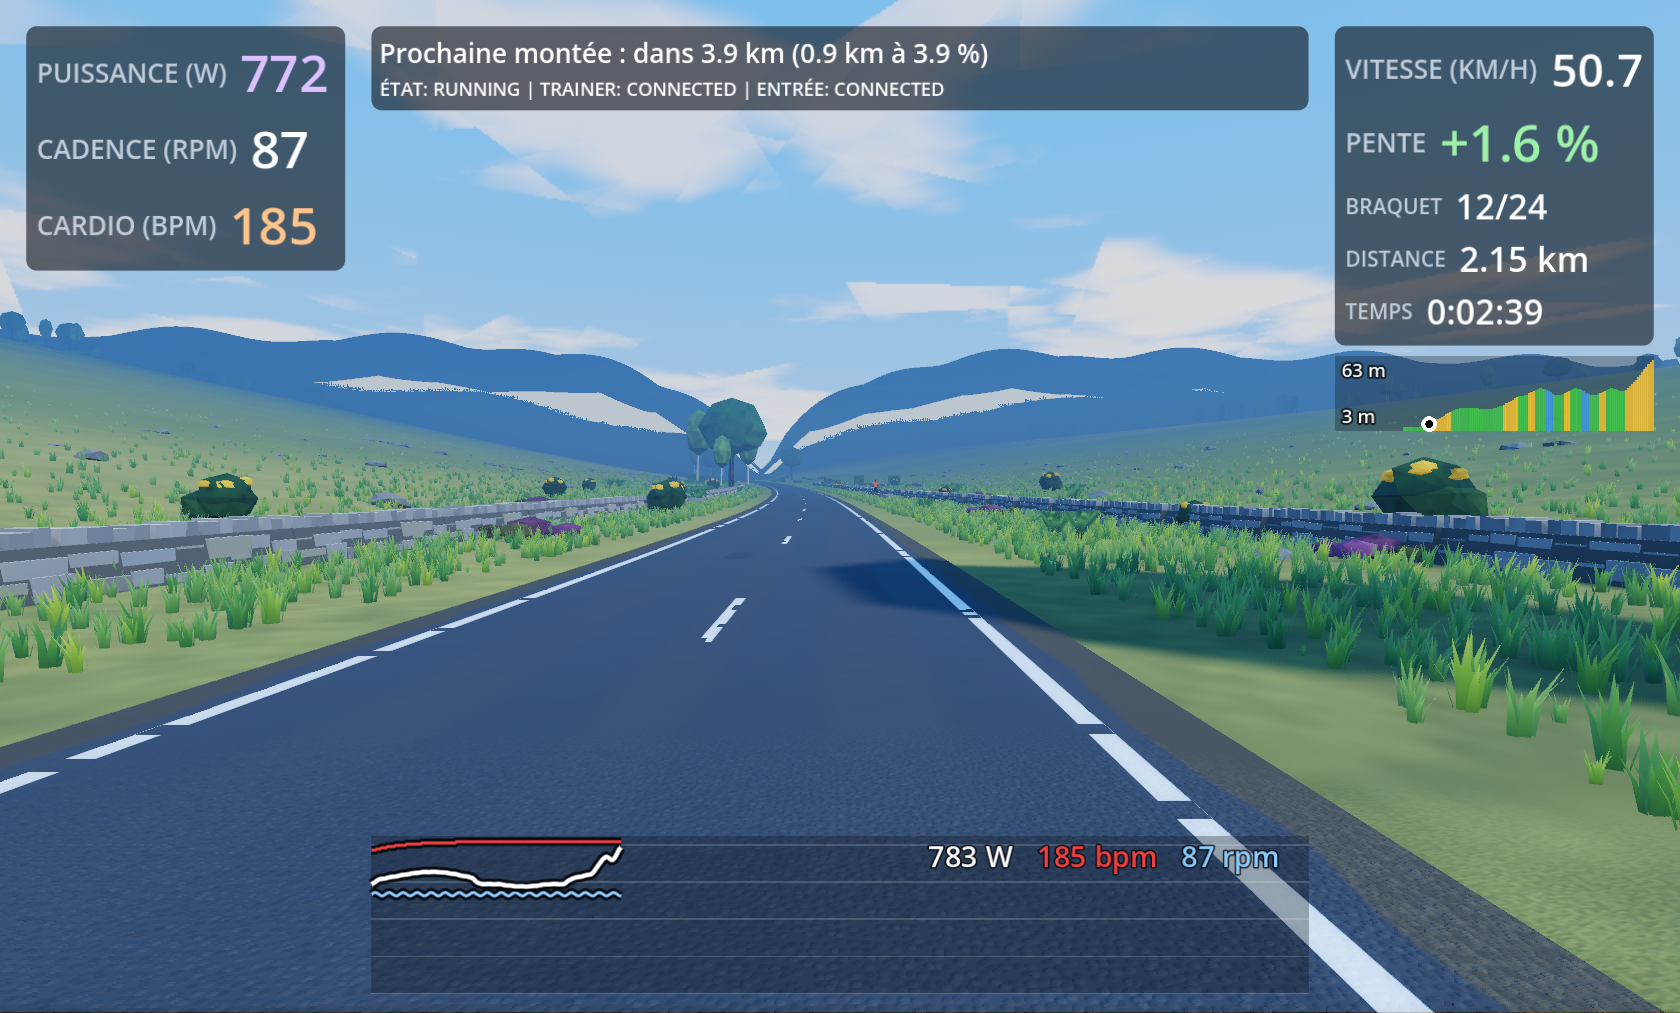 PUISSANCE (W) 772
CADENCE (RPM) 87
CARDIO (BPM) 185
Prochaine montée : dans 3.9 km (0.9 km à 3.9 %)
ÉTAT: RUNNING | TRAINER: CONNECTED | ENTRÉE: CONNECTED
VITESSE (KM/H) 50.7
PENTE +1.6 %
BRAQUET 12/24
DISTANCE 2.15 km
TEMPS 0:02:39
63 m
3 m
783 W 185 bpm 87 rpm